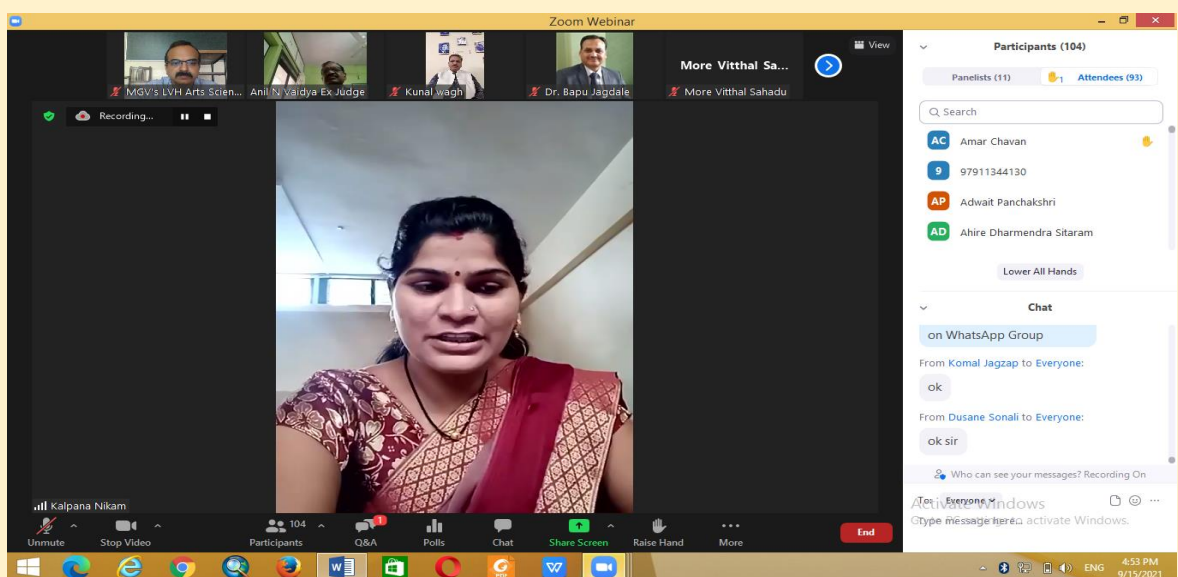 Zoom Webinar
MGV's LVH Arts Scien...
Anil N Vaidya Ex Judge
Kunal wagh
Dr. Bapu Jagdale
More Vitthal Sa...
More Vitthal Sahadu
View
Recording...
Kalpana Nikam
Unmute
Stop Video
104
Participants
1
Q&A
Polls
Chat
Share Screen
Raise Hand
More
End
Participants (104)
Panelists (11)
1
Attendees (93)
Search
AC Amar Chavan
9 97911344130
AP Adwait Panchakshri
AD Ahire Dharmendra Sitaram
Lower All Hands
Chat
on WhatsApp Group
From Komal Jagzap to Everyone:
ok
From Dusane Sonali to Everyone:
ok sir
Who can see your messages? Recording On
To: Everyone
Activate Windows
Type message here...
activate Windows.
ENG
4:53 PM
9/15/2021